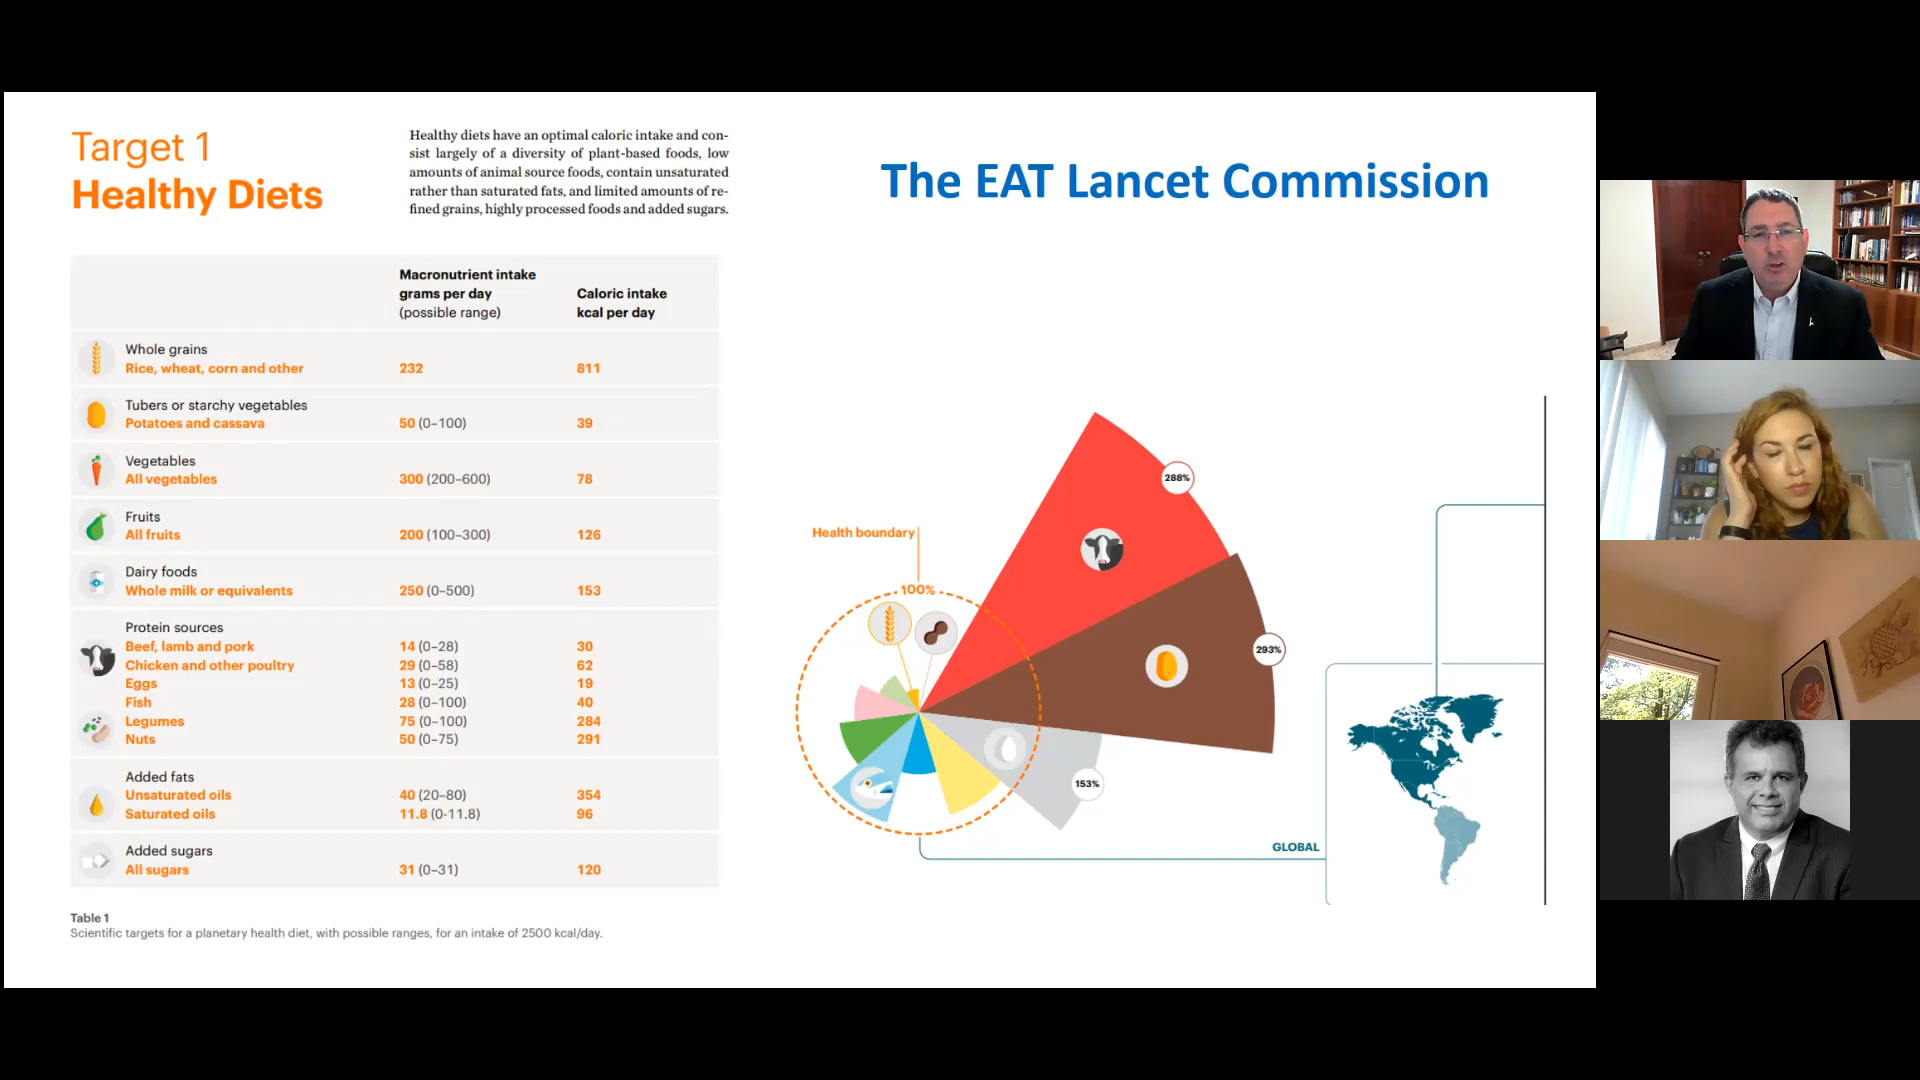 Target 1
Healthy Diets
Healthy diets have an optimal caloric intake and con-
sist largely of a diversity of plant-based foods, low
amounts of animal source foods, contain unsaturated
rather than saturated fats, and limited amounts of re-
fined grains, highly processed foods and added sugars.
The EAT Lancet Commission
Macronutrient intake
grams per day
(possible range)
Caloric intake
kcal per day
Whole grains
Rice, wheat, corn and other 232 811
Tubers or starchy vegetables
Potatoes and cassava 50 (0–100) 39
Vegetables
All vegetables 300 (200–600) 78
Fruits
All fruits 200 (100–300) 126
Dairy foods
Whole milk or equivalents 250 (0–500) 153
Protein sources
Beef, lamb and pork 14 (0–28) 30
Chicken and other poultry 29 (0–58) 62
Eggs 13 (0–25) 19
Fish 28 (0–100) 40
Legumes 75 (0–100) 284
Nuts 50 (0–75) 291
Added fats
Unsaturated oils 40 (20–80) 354
Saturated oils 11.8 (0-11.8) 96
Added sugars
All sugars 31 (0–31) 120
Table 1
Scientific targets for a planetary health diet, with possible ranges, for an intake of 2500 kcal/day.
288%
Health boundary
100%
293%
153%
GLOBAL